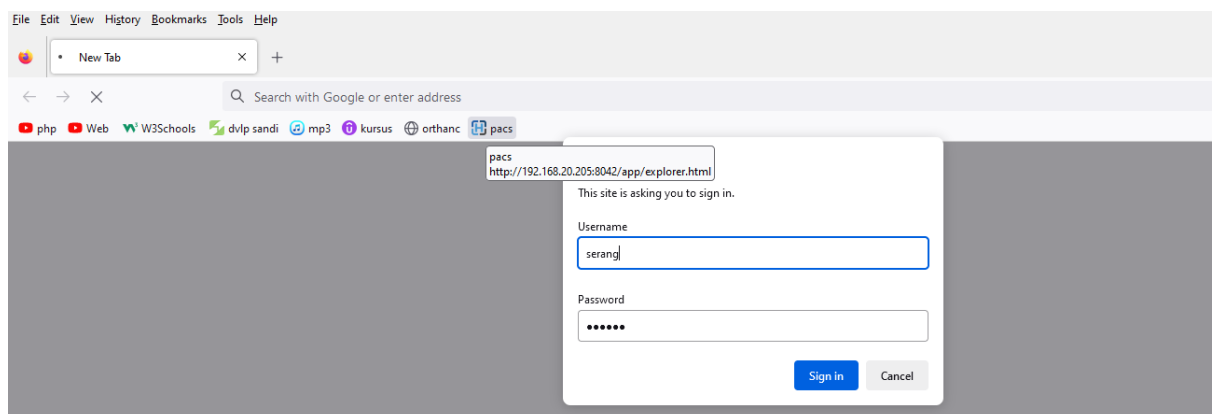 File Edit View History Bookmarks Tools Help
New Tab
Search with Google or enter address
php Web W3Schools dvlp sandi mp3 kursus orthanc pacs
pacs
http://192.168.20.205:8042/app/explorer.html
This site is asking you to sign in.
Username
serang
Password
••••••
Sign in Cancel